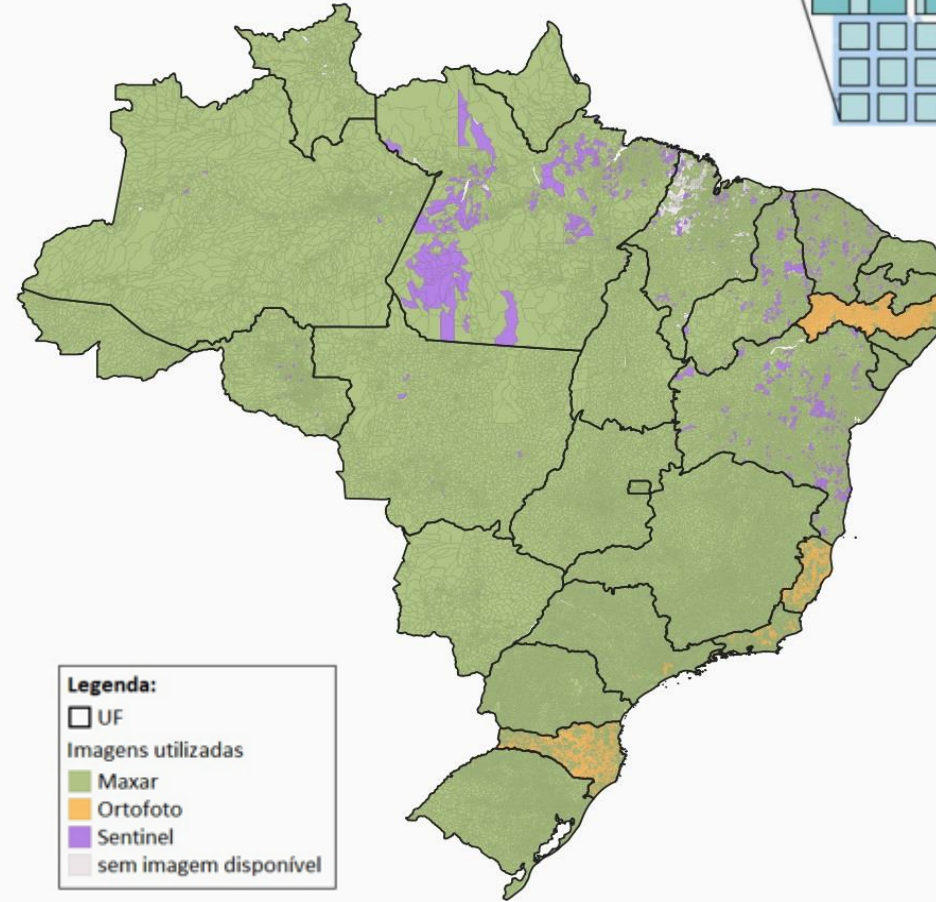 Legenda:
UF
Imagens utilizadas
Maxar
Ortofoto
Sentinel
sem imagem disponível